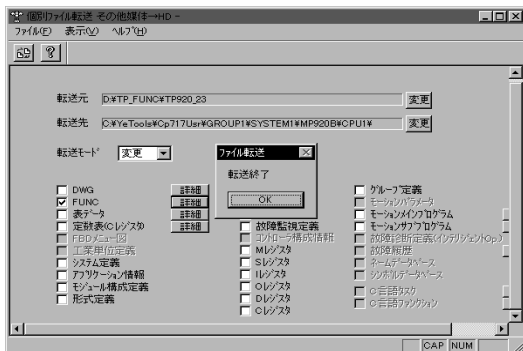 個別ファイル転送 その他媒体→HD -
ファイル(F) 表示(V) ヘルプ(H)
転送元 D:¥TP_FUNC¥TP920_23 変更
転送先 C:¥YeTools¥Cp717Usr¥GROUP1¥SYSTEM1¥MP920B¥CPU1¥ 変更
転送モード 変更
ファイル転送
転送終了
OK
DWG 詳細
FUNC 詳細
表データ 詳細
定数表(Cレジスタ) 詳細
FBDメニュー図
工業単位定義
システム定義
アプリケーション情報
モジュール構成定義
形式定義
故障監視定義
コントローラ構成情報
Mレジスタ
Sレジスタ
Iレジスタ
Oレジスタ
Dレジスタ
Cレジスタ
グループ定義
モーションパラメータ
モーションメインプログラム
モーションサブプログラム
故障診断定義(インテリジェントOp)
故障履歴
ネームデータベース
シンボルデータベース
C言語タスク
C言語ファンクション
CAP NUM